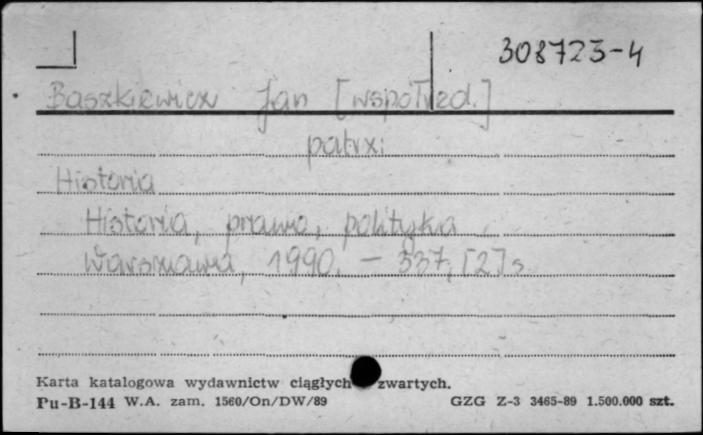 308723-4
Baszkiewicz Jan [współred.]
patrz:
Historia
Historia, prawo, polityka
Warszawa, 1990. - 337, [2] s
Karta katalogowa wydawnictw ciągłych zwartych.
Pu-B-144 W.A. zam. 1560/On/DW/89 GZG Z-3 3465-89 1.500.000 szt.